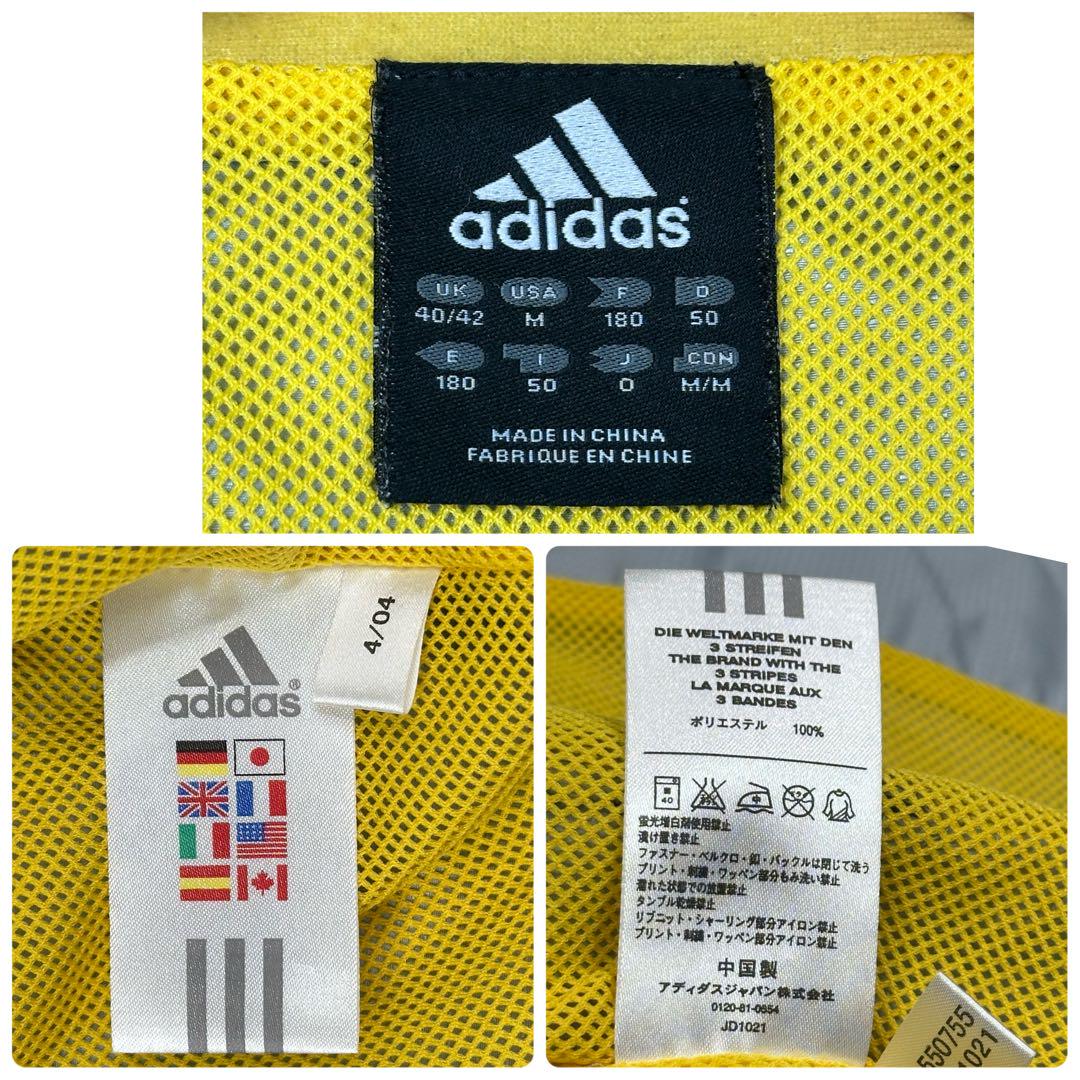 adidas
UK USA F D
40/42 M 180 50
E I J CDN
180 50 O M/M
MADE IN CHINA
FABRIQUE EN CHINE
4/04
adidas®
DIE WELTMARKE MIT DEN
3 STREIFEN
THE BRAND WITH THE
3 STRIPES
LA MARQUE AUX
3 BANDES
ポリエステル 100%
40 中
蛍光増白剤使用禁止
漬け置き禁止
ファスナー・ベルクロ・釦・バックルは閉じて洗う
プリント・刺繍・ワッペン部分もみ洗い禁止
濡れた状態での放置禁止
タンブル乾燥禁止
リブニット・シャーリング部分アイロン禁止
プリント・刺繍・ワッペン部分アイロン禁止
中国製
アディダスジャパン株式会社
0120-81-0654
JD1021
550755
1021